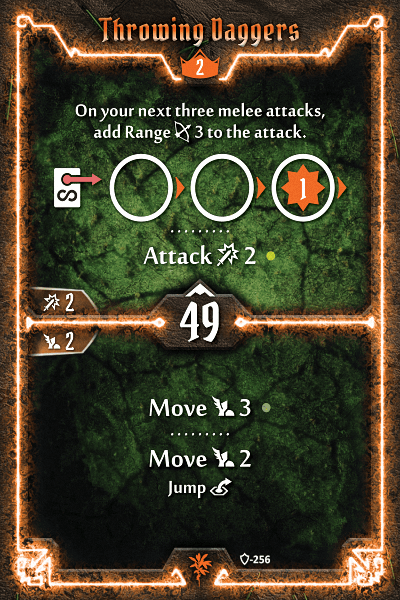 Throwing Daggers
2
On your next three melee attacks,
add Range 3 to the attack.
S
1
Attack 2
2
49
2
Move 3
Move 2
Jump
-256